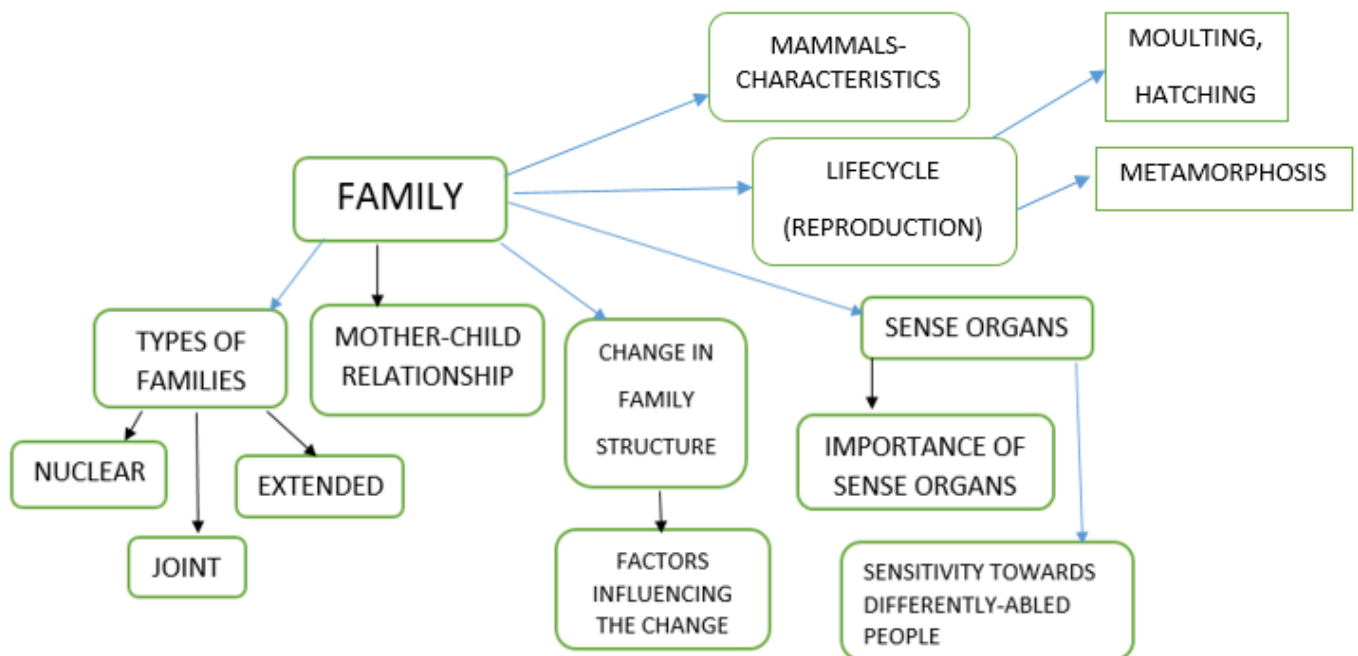 MAMMALS-
CHARACTERISTICS
MOULTING,
HATCHING
FAMILY
LIFECYCLE
(REPRODUCTION)
METAMORPHOSIS
TYPES OF
FAMILIES
MOTHER-CHILD
RELATIONSHIP
CHANGE IN
FAMILY
STRUCTURE
SENSE ORGANS
NUCLEAR
EXTENDED
JOINT
IMPORTANCE OF
SENSE ORGANS
FACTORS
INFLUENCING
THE CHANGE
SENSITIVITY TOWARDS
DIFFERENTLY-ABLED
PEOPLE